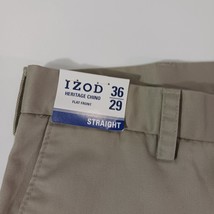 IZOD
HERITAGE CHINO
FLAT FRONT
36
29
STRAIGHT